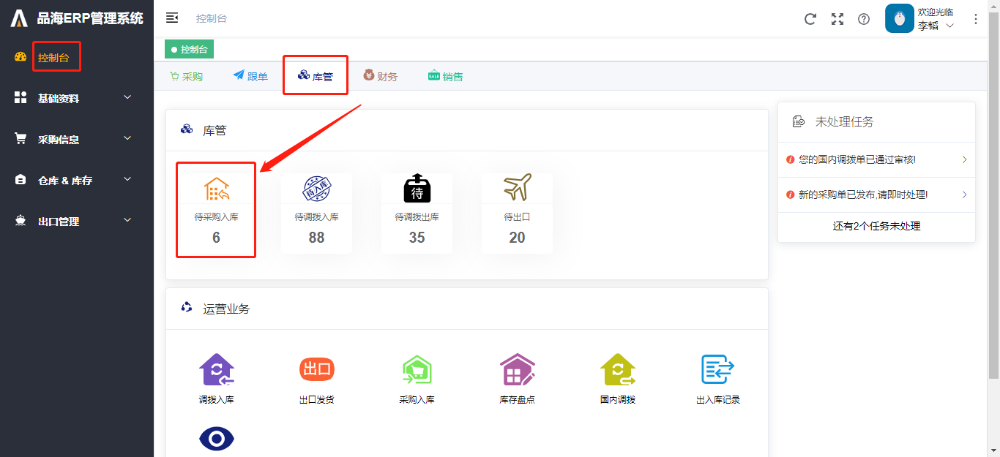 品海ERP管理系统
控制台
基础资料
采购信息
仓库 & 库存
出口管理
控制台
欢迎光临
李韬
控制台
采购
跟单
库管
财务
SALE
销售
库管
待采购入库
6
待入库
待调拨入库
88
待
待调拨出库
35
待出口
20
未处理任务
您的国内调拨单已通过审核!
新的采购单已发布,请即时处理!
还有2个任务未处理
运营业务
调拨入库
出口
出口发货
采购入库
库存盘点
国内调拨
出入库记录